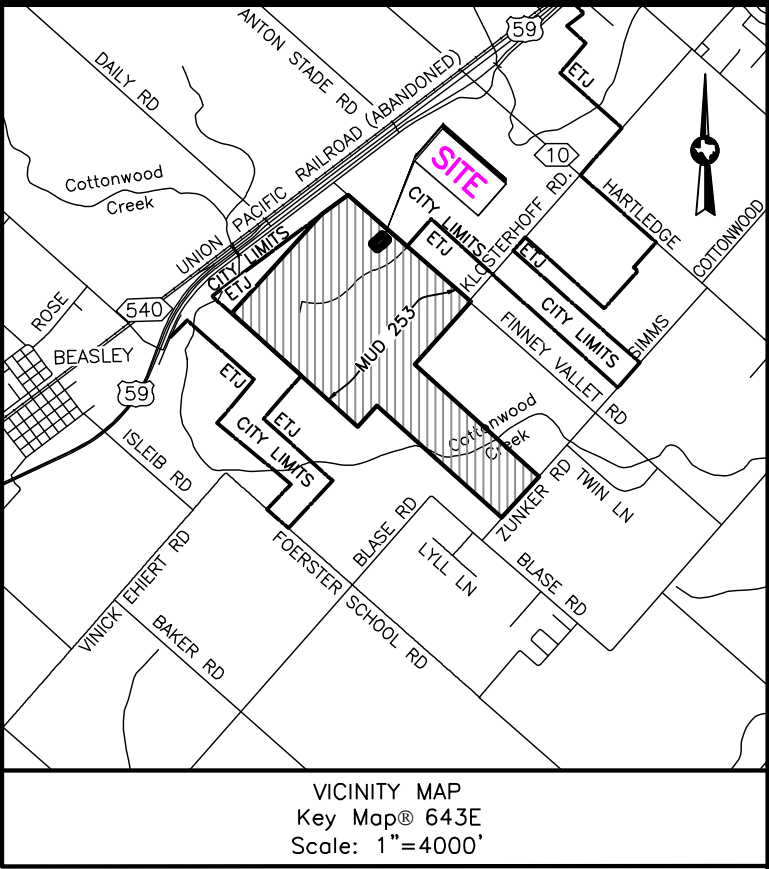 59
ANTON STADE RD
DAILY RD
ETJ
UNION PACIFIC RAILROAD (ABANDONED)
SITE
10
Cottonwood
Creek
HARTLEDGE
COTTONWOOD
CITY LIMITS
ETJ
KLOSTERHOFF RD.
ETJ
CITY LIMITS
ETJ
CITY LIMITS
SIMMS
540
ROSE
MUD 253
FINNEY VALLET RD
BEASLEY
59
ETJ
ETJ
CITY LIMITS
Cottonwood
Creek
ISLEIB RD
ZUNKER RD
TWIN LN
BLASE RD
FOERSTER SCHOOL RD
LYLL LN
BLASE RD
VINICK EHIERT RD
BAKER RD
VICINITY MAP
Key Map® 643E
Scale: 1"=4000'